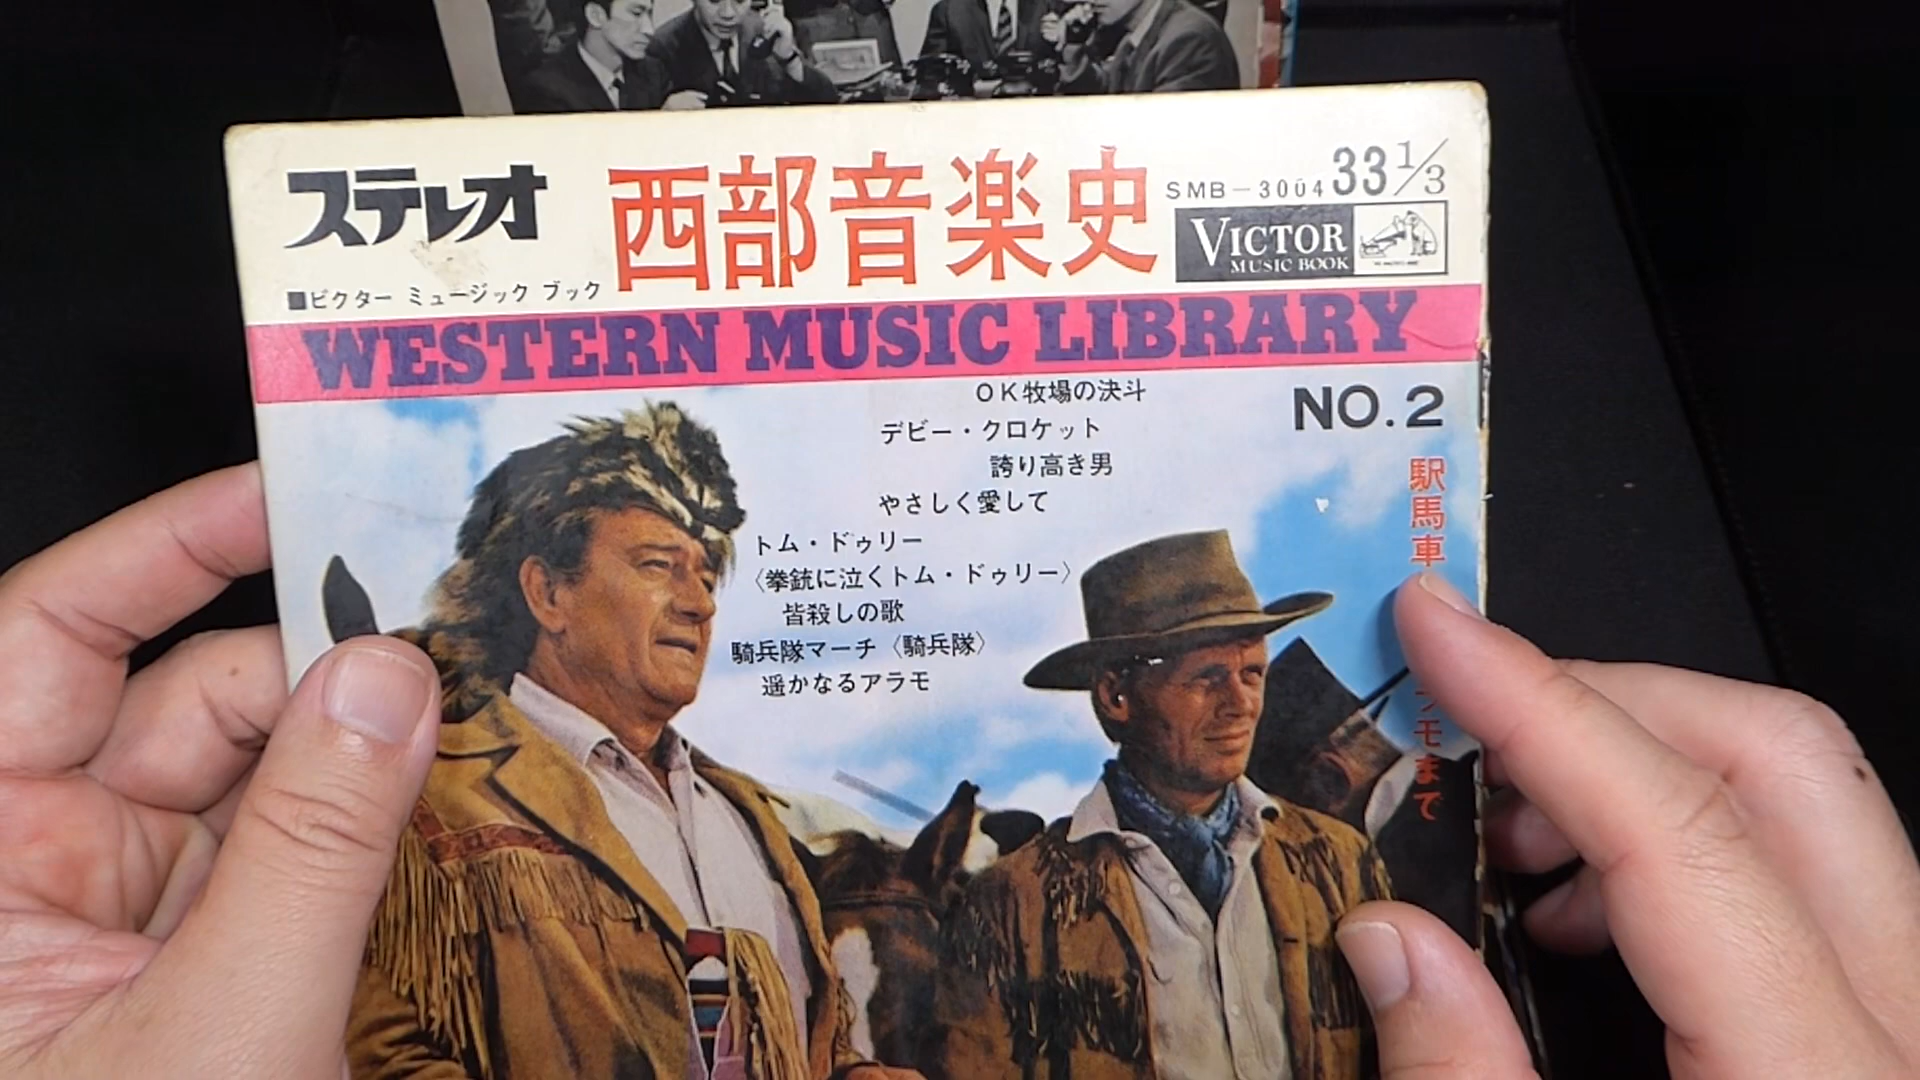 ステレオ
西部音楽史
SMB-3004 33 1/3
VICTOR
MUSIC BOOK
■ビクター ミュージック ブック
WESTERN MUSIC LIBRARY
NO.2
OK牧場の決斗
デビー・クロケット
誇り高き男
やさしく愛して
トム・ドゥリー
〈拳銃に泣くトム・ドゥリー〉
皆殺しの歌
騎兵隊マーチ〈騎兵隊〉
遥かなるアラモ
駅馬車
ラモまで